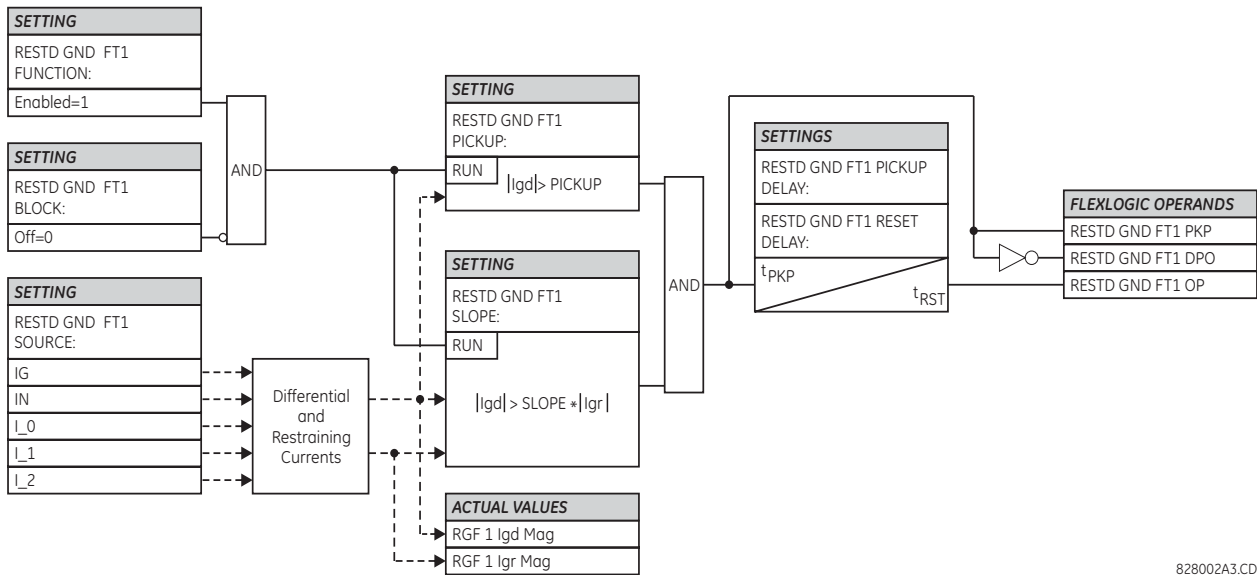 SETTING
RESTD GND FT1
FUNCTION:
Enabled=1
SETTING
RESTD GND FT1
BLOCK:
Off=0
SETTING
RESTD GND FT1
SOURCE:
IG
IN
I_0
I_1
I_2
AND
Differential
and
Restraining
Currents
SETTING
RESTD GND FT1
PICKUP:
RUN
|Igd|> PICKUP
SETTING
RESTD GND FT1
SLOPE:
RUN
|Igd|> SLOPE *|Igr|
ACTUAL VALUES
RGF 1 Igd Mag
RGF 1 Igr Mag
AND
SETTINGS
RESTD GND FT1 PICKUP
DELAY:
RESTD GND FT1 RESET
DELAY:
tPKP
tRST
FLEXLOGIC OPERANDS
RESTD GND FT1 PKP
RESTD GND FT1 DPO
RESTD GND FT1 OP
828002A3.CD